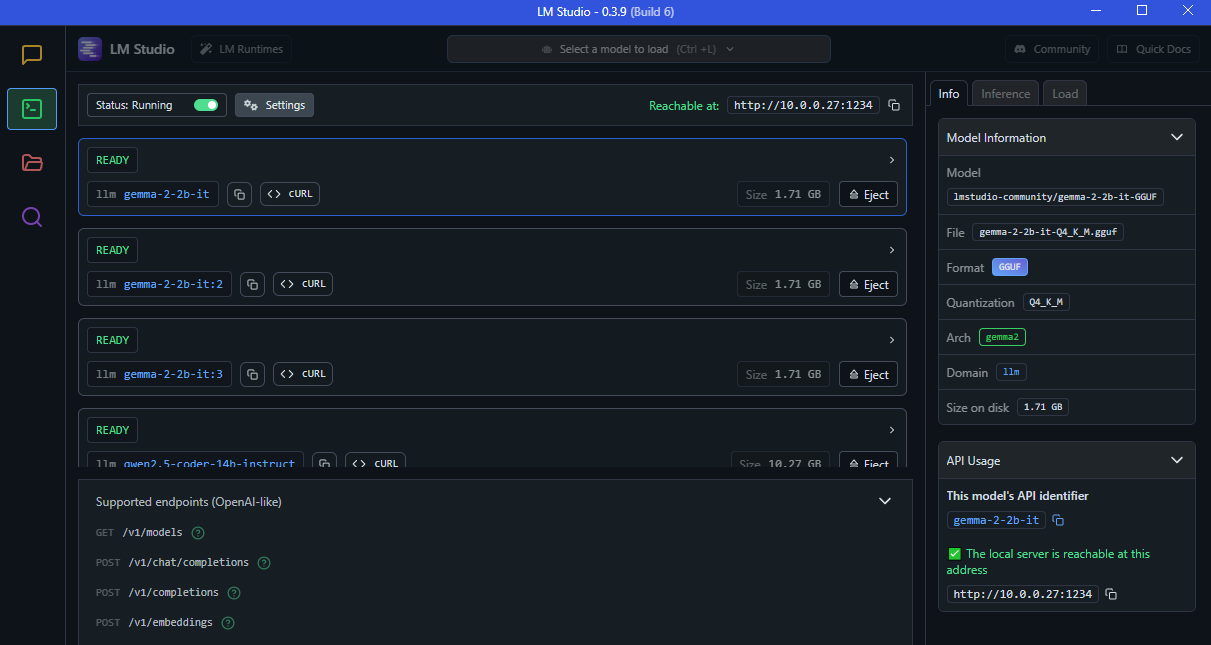 LM Studio - 0.3.9 (Build 6)
LM Studio
LM Runtimes
Select a model to load (Ctrl +L)
Community
Quick Docs
Status: Running
Settings
Reachable at: http://10.0.0.27:1234
READY
llm gemma-2-2b-it
<> cURL
Size 1.71 GB
Eject
READY
llm gemma-2-2b-it:2
<> cURL
Size 1.71 GB
Eject
READY
llm gemma-2-2b-it:3
<> cURL
Size 1.71 GB
Eject
READY
llm qwen2.5-coder-14b-instruct
<> cURL
Size 10.27 GB
Eject
Supported endpoints (OpenAI-like)
GET /v1/models ?
POST /v1/chat/completions ?
POST /v1/completions ?
POST /v1/embeddings ?
Info
Inference
Load
Model Information
Model
lmstudio-community/gemma-2-2b-it-GGUF
File gemma-2-2b-it-Q4_K_M.gguf
Format GGUF
Quantization Q4_K_M
Arch gemma2
Domain llm
Size on disk 1.71 GB
API Usage
This model's API identifier
gemma-2-2b-it
✅ The local server is reachable at this
address
http://10.0.0.27:1234